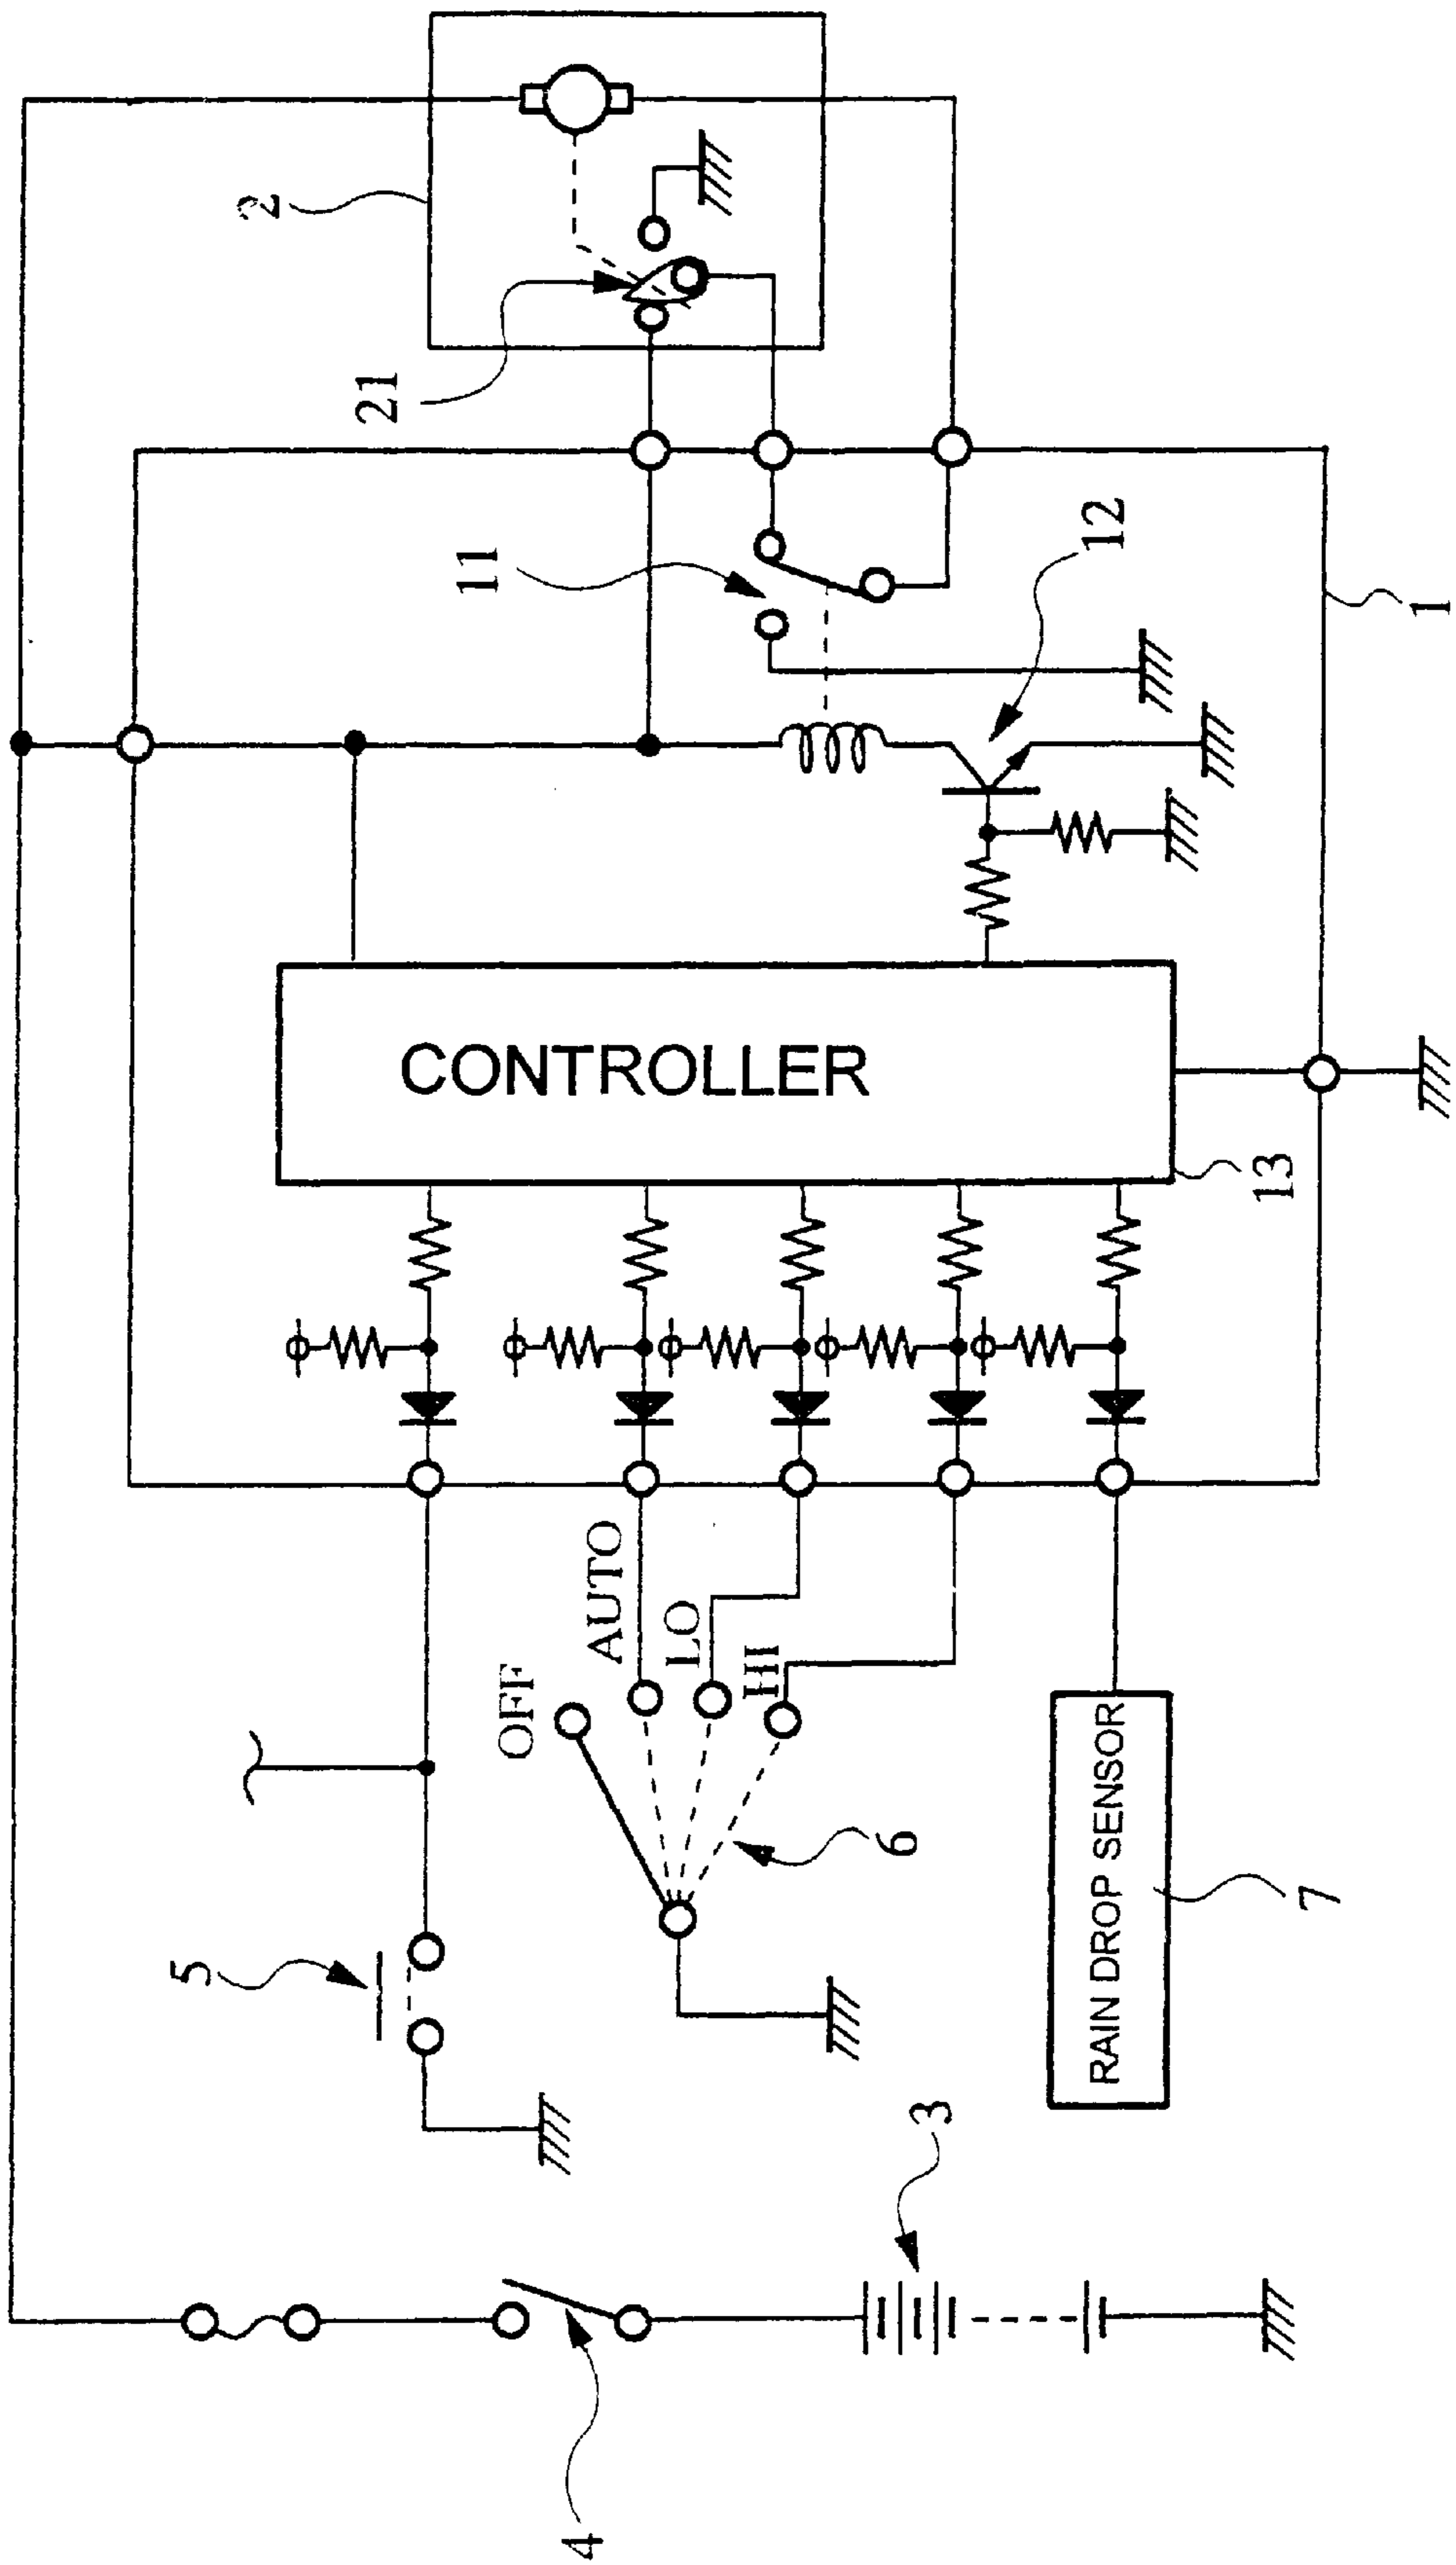 2
21
11
12
1
CONTROLLER
13
OFF
AUTO
LO
HI
6
5
RAIN DROP SENSOR
7
3
4